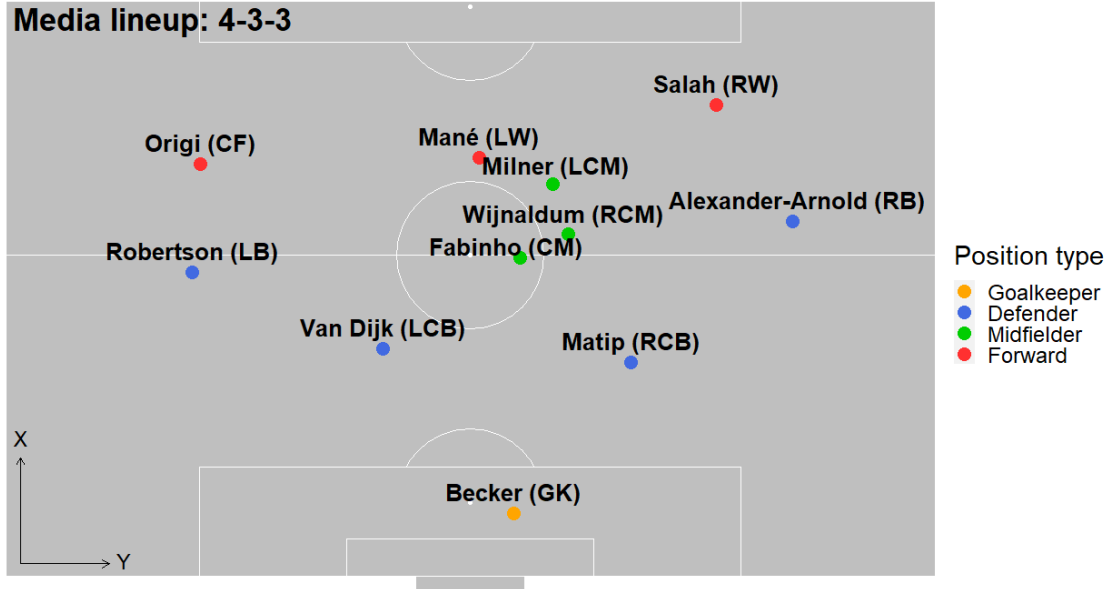 Media lineup: 4-3-3
Salah (RW)
Origi (CF)
Mané (LW)
Milner (LCM)
Alexander-Arnold (RB)
Wijnaldum (RCM)
Fabinho (CM)
Robertson (LB)
Van Dijk (LCB)
Matip (RCB)
Becker (GK)
X
Y
Position type
Goalkeeper
Defender
Midfielder
Forward